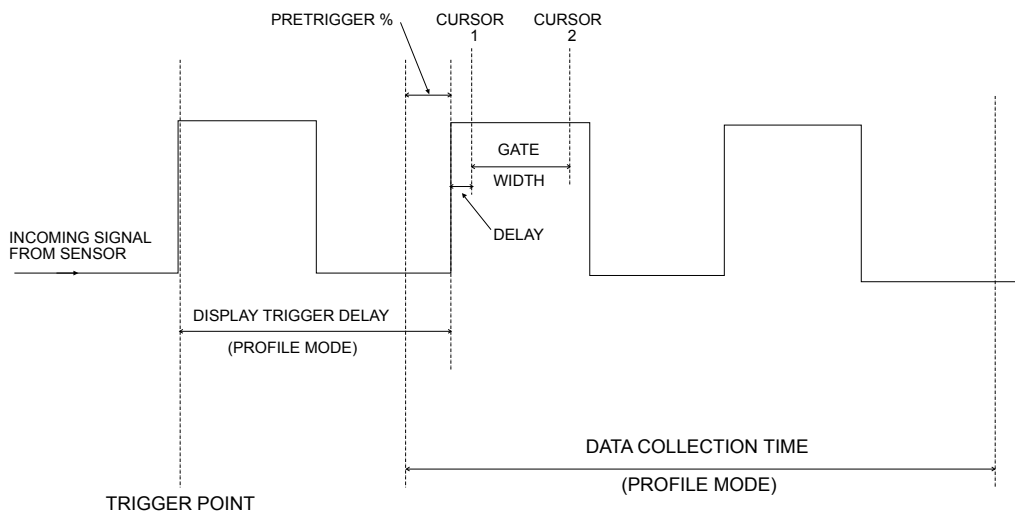 PRETRIGGER %
CURSOR
1
CURSOR
2
GATE
WIDTH
DELAY
INCOMING SIGNAL
FROM SENSOR
DISPLAY TRIGGER DELAY
(PROFILE MODE)
DATA COLLECTION TIME
(PROFILE MODE)
TRIGGER POINT